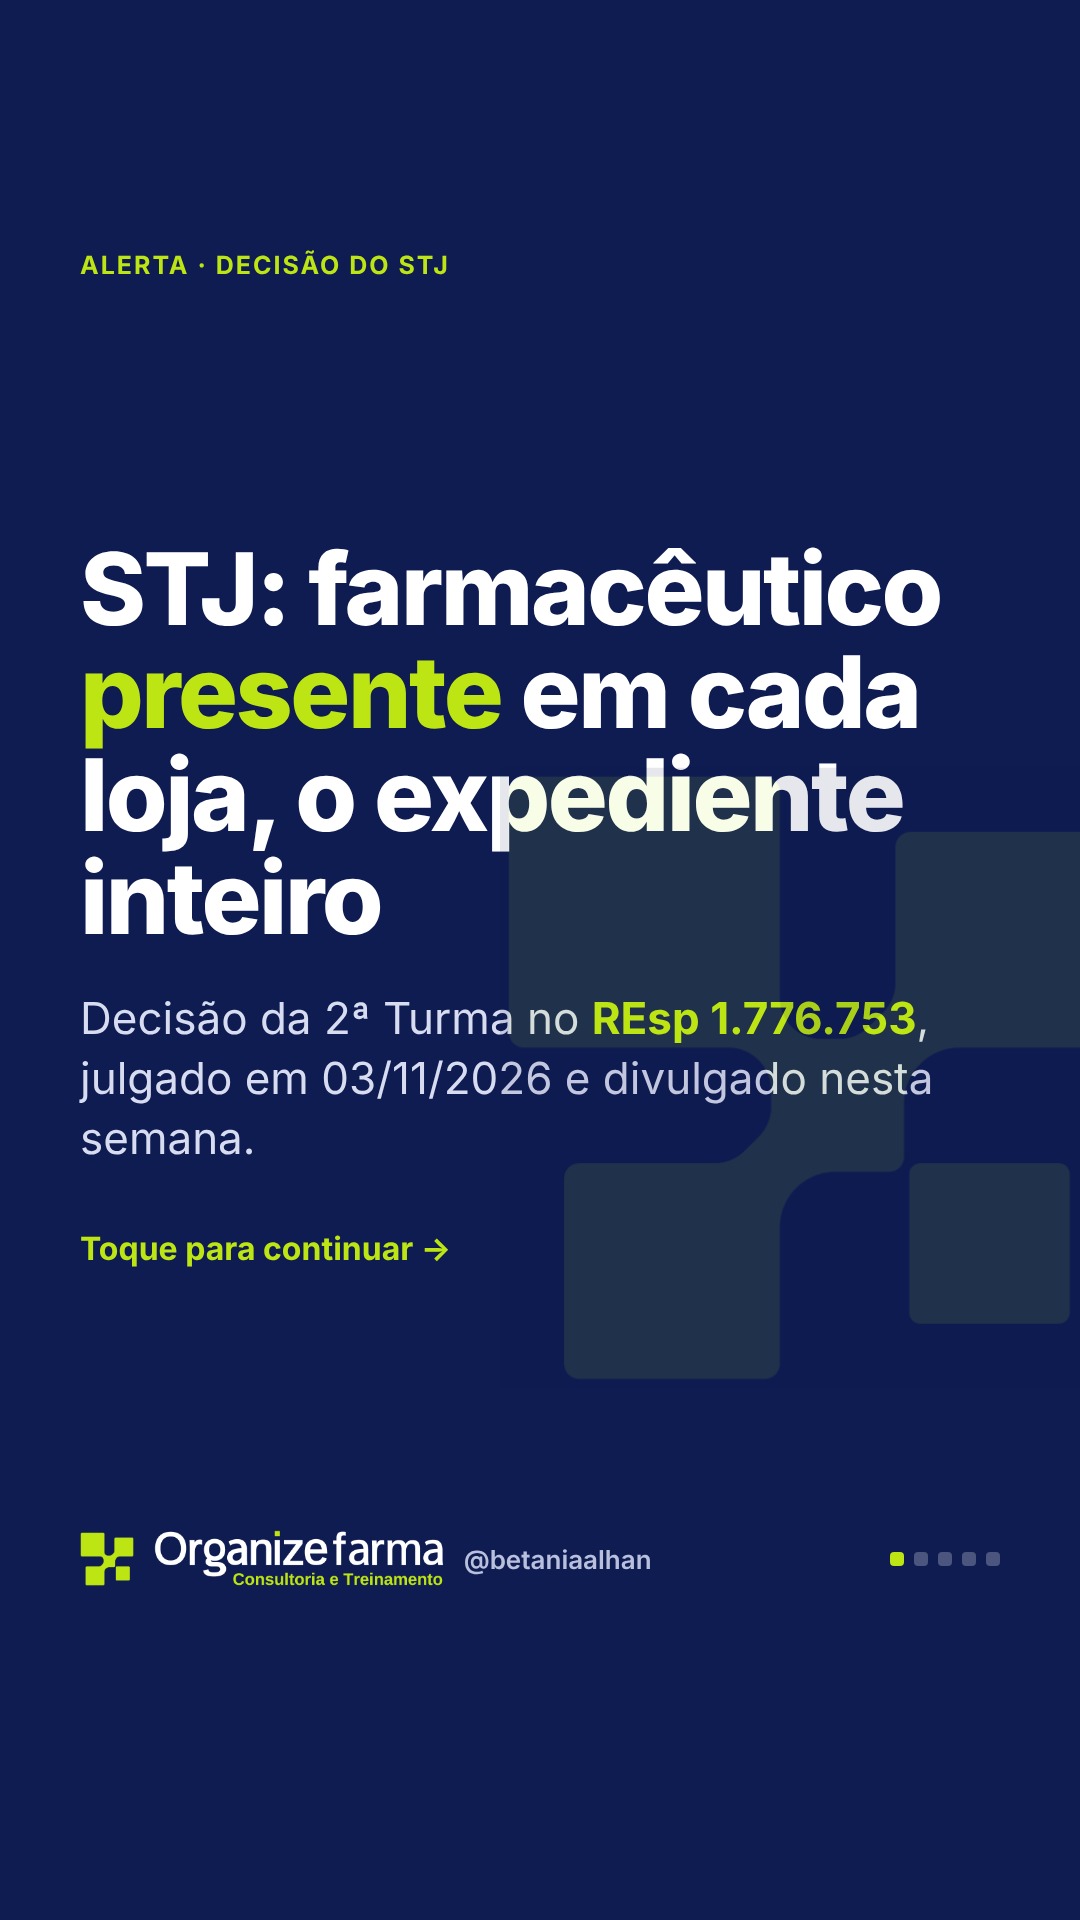 ALERTA · DECISÃO DO STJ
STJ: farmacêutico
presente em cada
loja, o expediente
inteiro
Decisão da 2ª Turma no REsp 1.776.753,
julgado em 03/11/2026 e divulgado nesta
semana.
Toque para continuar →
Organizefarma
Consultoria e Treinamento
@betaniaalhan